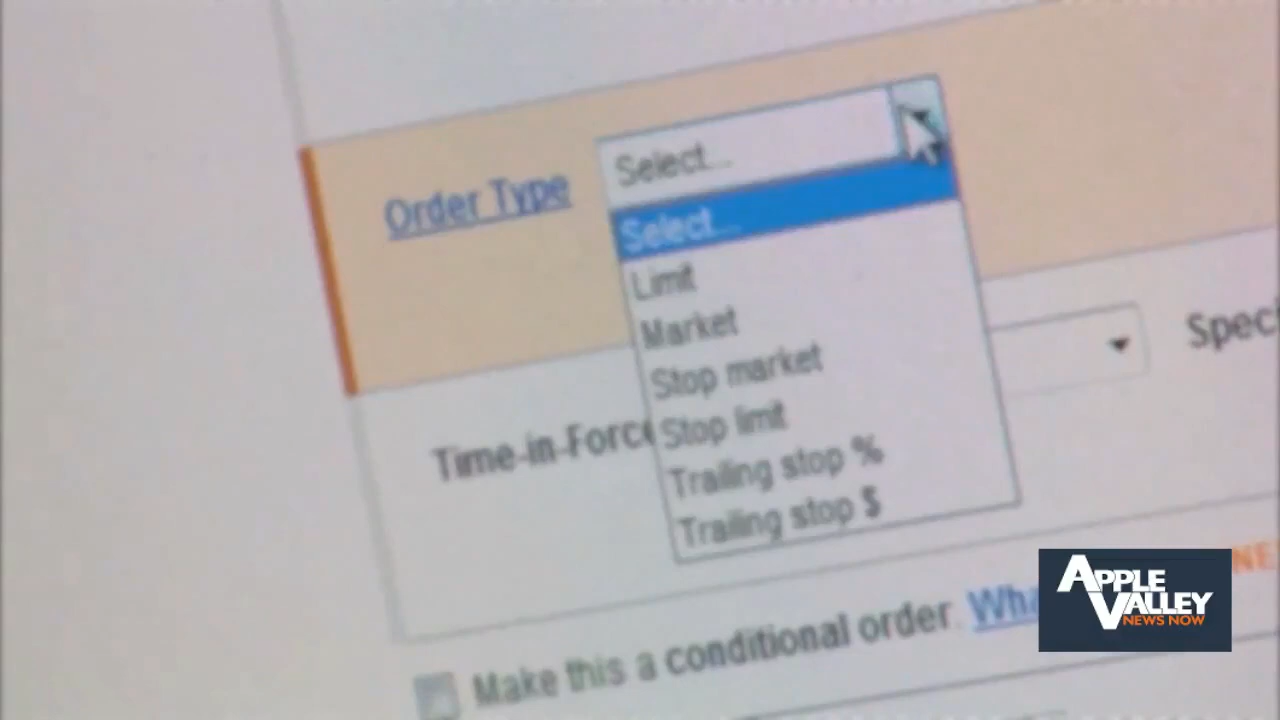 Order Type
Select...
Select...
Limit
Market
Stop market
Stop limit
Trailing stop %
Trailing stop $
Time-in-Force
Make this a conditional order.
APPLE
VALLEY
NEWS NOW